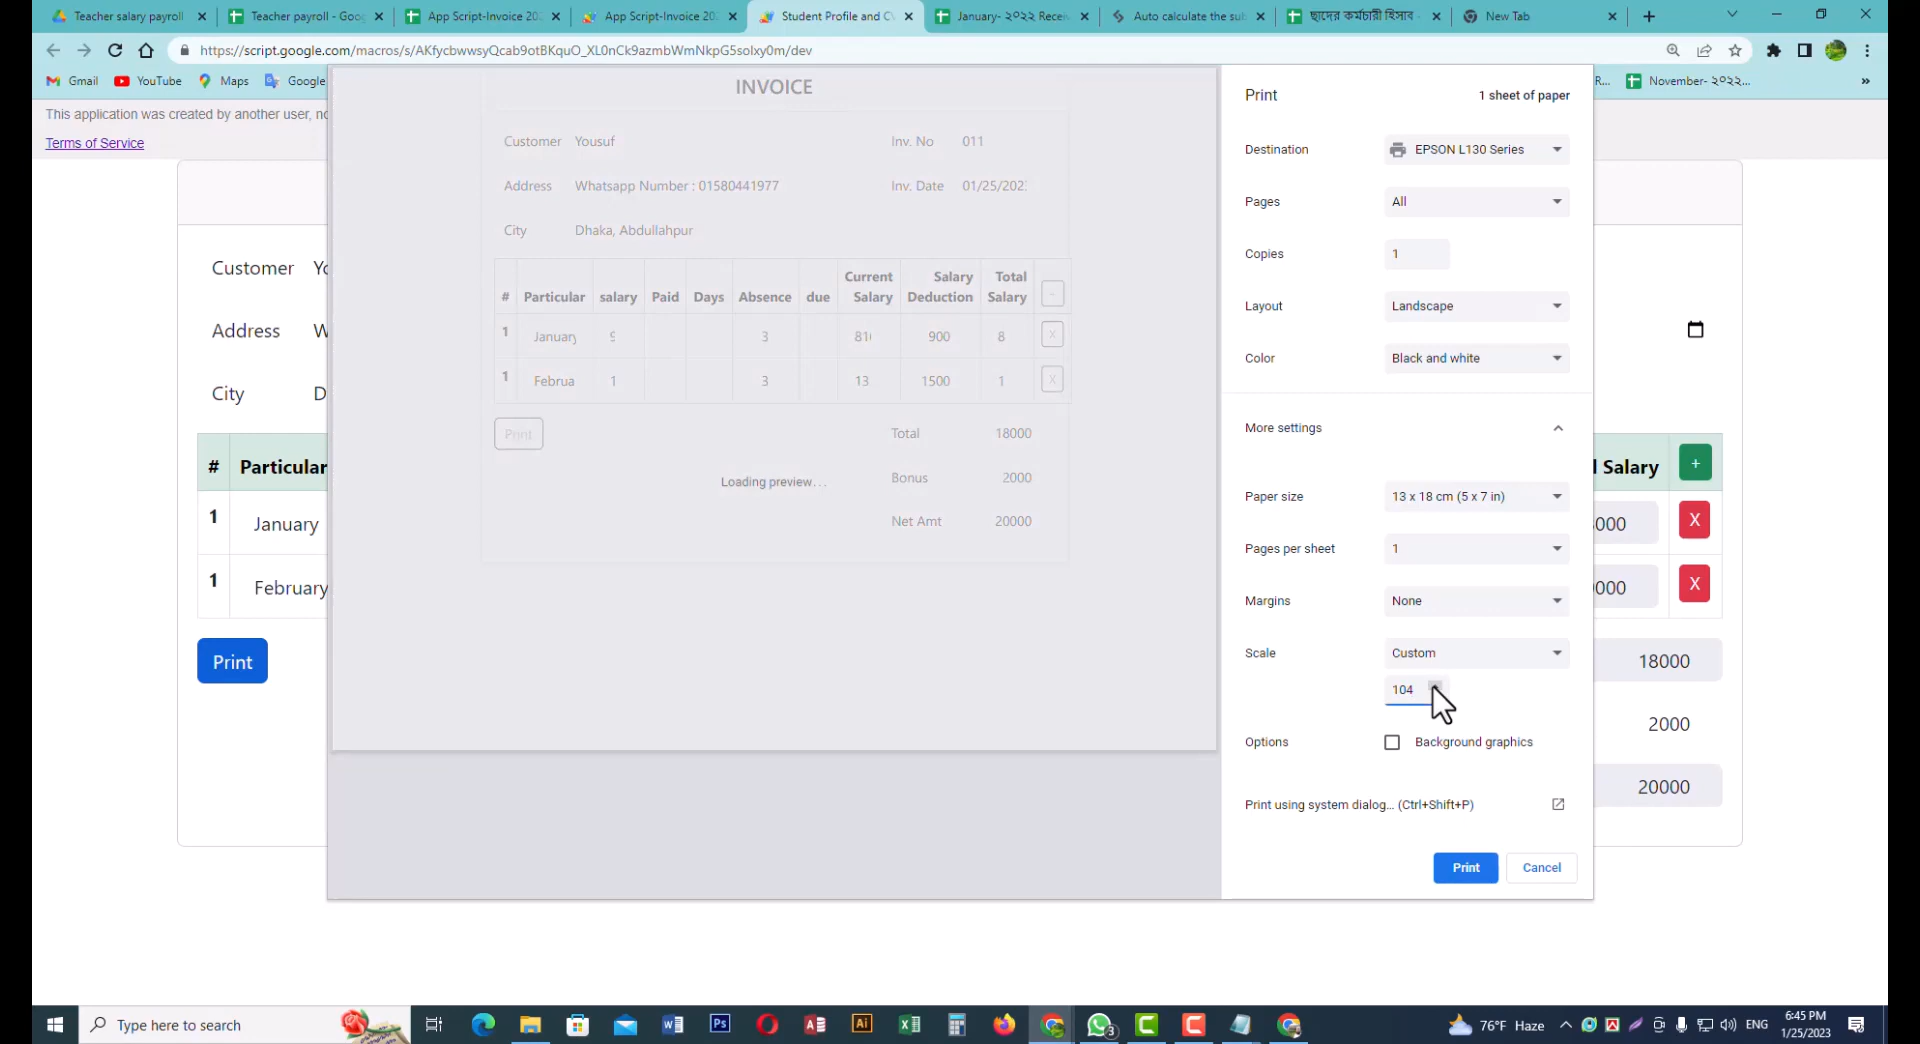 Teacher salary payroll
Teacher payroll - Goo
App Script-Invoice 202
App Script-Invoice 202
Student Profile and C
January- ২০২২ Recei
Auto calculate the su
ছাদের কর্মচারী হিসাব
New Tab
https://script.google.com/macros/s/AKfycbwwsyQcab9otBKquO_XL0nCk9azmbWmNkpG5solxy0m/dev
Gmail YouTube Maps Google
R... November- ২০২২...
This application was created by another user, no
Terms of Service
Customer
Address
City
# Particular
1 January
1 February
Print
INVOICE
Customer Yousuf Inv. No 011
Address Whatsapp Number : 01580441977 Inv. Date 01/25/202
City Dhaka, Abdullahpur
# Particular salary Paid Days Absence due Current Salary Salary Deduction Total Salary -
1 January 9 3 81 900 8 X
1 Februa 1 3 13 1500 1 X
Print
Total 18000
Loading preview...
Bonus 2000
Net Amt 20000
Print 1 sheet of paper
Destination EPSON L130 Series
Pages All
Copies 1
Layout Landscape
Color Black and white
More settings
Paper size 13 x 18 cm (5 x 7 in)
Pages per sheet 1
Margins None
Scale Custom
104
Options Background graphics
Print using system dialog... (Ctrl+Shift+P)
Print Cancel
l Salary +
000 X
000 X
18000
2000
20000
Type here to search
3
76°F Haze
ENG
6:45 PM
1/25/2023